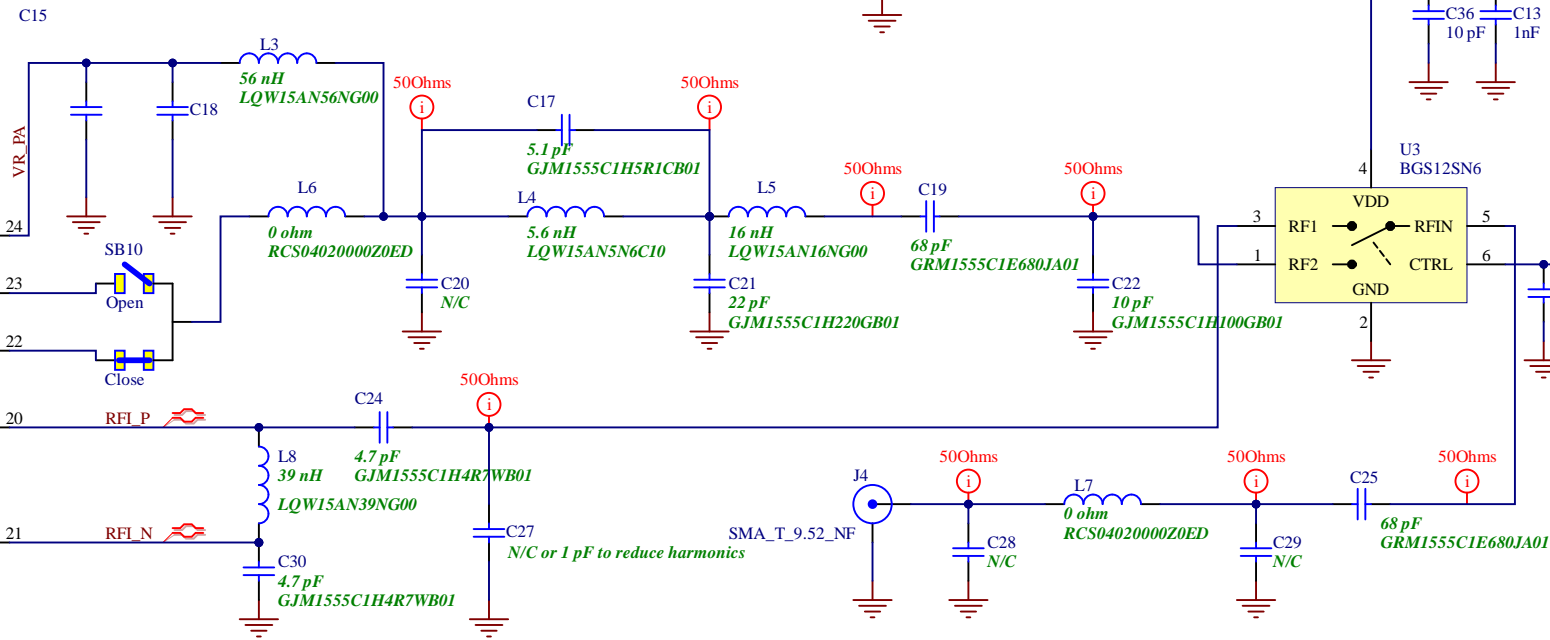 C15
C36
10 pF
C13
1nF
L3
56 nH
LQW15AN56NG00
50Ohms
i
C17
5.1 pF
GJM1555C1H5R1CB01
50Ohms
i
C18
VR_PA
U3
BGS12SN6
4
VDD
3
RF1
RFIN
5
1
RF2
CTRL
6
GND
2
L6
0 ohm
RCS04020000Z0ED
L4
5.6 nH
LQW15AN5N6C10
L5
16 nH
LQW15AN16NG00
50Ohms
i
C19
68 pF
GRM1555C1E680JA01
50Ohms
i
24
SB10
23
Open
22
Close
C20
N/C
C21
22 pF
GJM1555C1H220GB01
C22
10 pF
GJM1555C1H100GB01
20
RFI_P
C24
4.7 pF
GJM1555C1H4R7WB01
50Ohms
i
L8
39 nH
LQW15AN39NG00
21
RFI_N
C30
4.7 pF
GJM1555C1H4R7WB01
C27
N/C or 1 pF to reduce harmonics
J4
SMA_T_9.52_NF
50Ohms
i
C28
N/C
L7
0 ohm
RCS04020000Z0ED
50Ohms
i
C29
N/C
C25
68 pF
GRM1555C1E680JA01
50Ohms
i